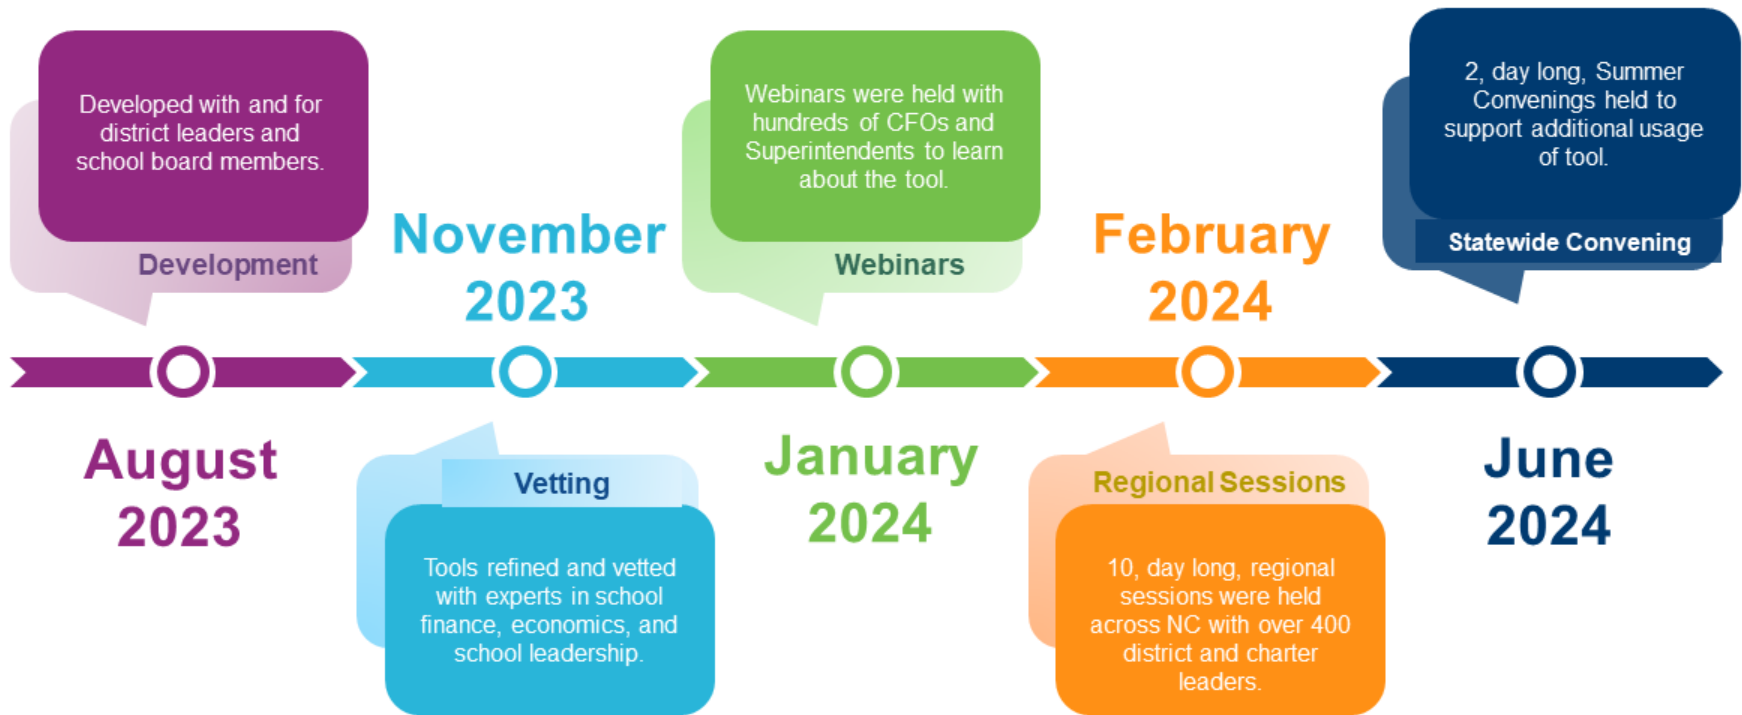 Developed with and for
district leaders and
school board members.
Development
August
2023
November
2023
Vetting
Tools refined and vetted
with experts in school
finance, economics, and
school leadership.
Webinars were held with
hundreds of CFOs and
Superintendents to learn
about the tool.
Webinars
January
2024
February
2024
Regional Sessions
10, day long, regional
sessions were held
across NC with over 400
district and charter
leaders.
2, day long, Summer
Convenings held to
support additional usage
of tool.
Statewide Convening
June
2024